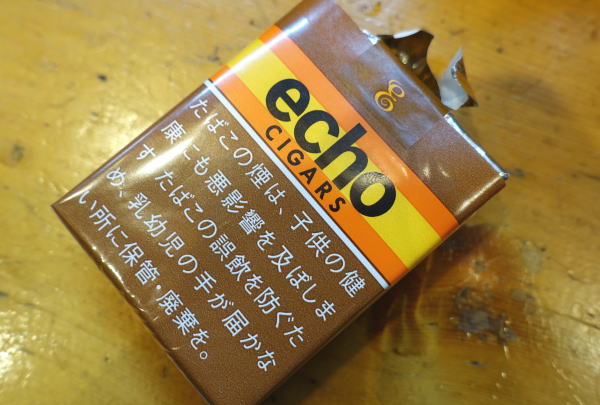 echo
CIGARS
たばこの煙は、子供の健
康にも悪影響を及ぼしま
す。たばこの誤飲を防ぐた
め、乳幼児の手が届かな
い所に保管・廃棄を。